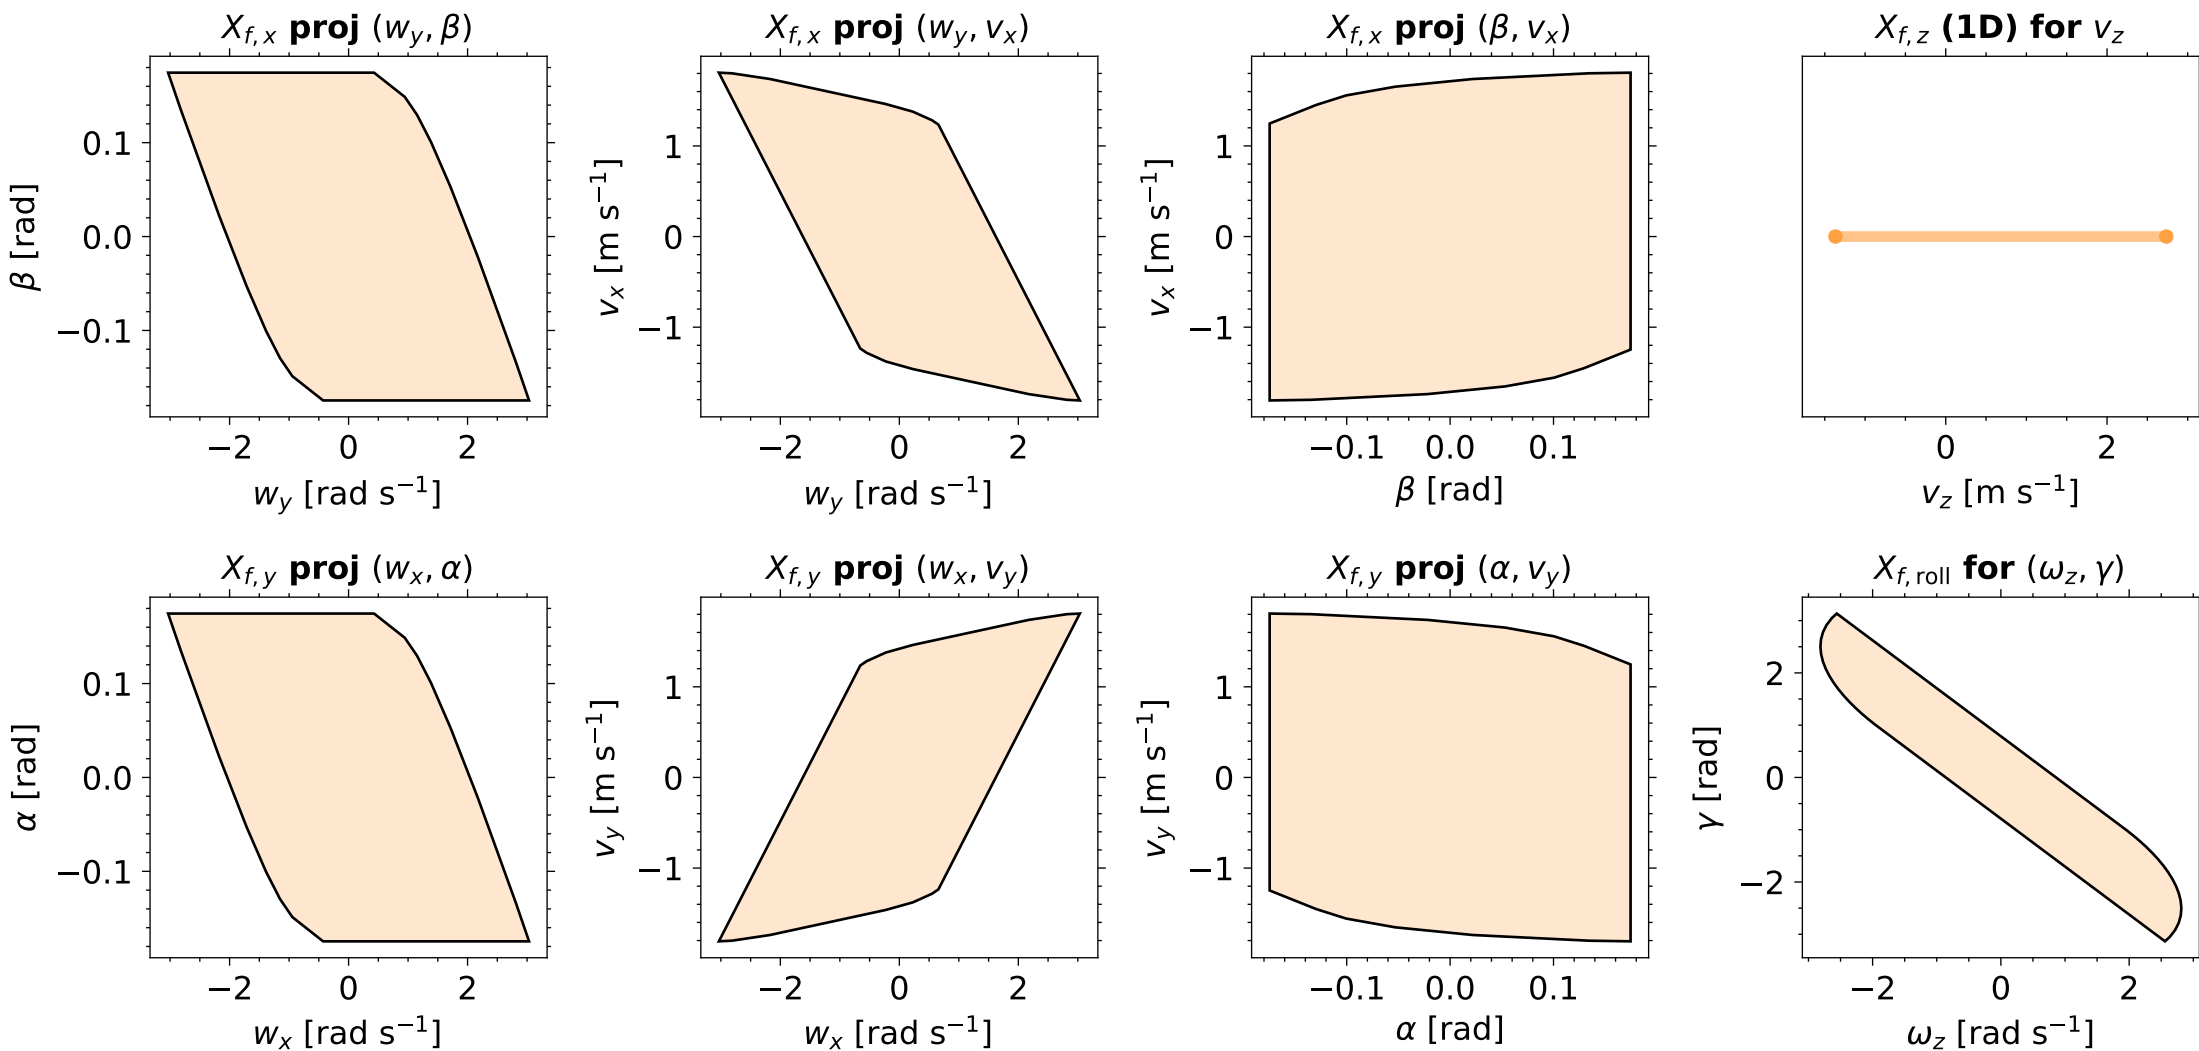 X_{f,x} proj (w_y, β)
β [rad]
0.1
0.0
−0.1
−2 0 2
w_y [rad s⁻¹]
X_{f,x} proj (w_y, v_x)
v_x [m s⁻¹]
1
0
−1
−2 0 2
w_y [rad s⁻¹]
X_{f,x} proj (β, v_x)
v_x [m s⁻¹]
1
0
−1
−0.1 0.0 0.1
β [rad]
X_{f,z} (1D) for v_z
0 2
v_z [m s⁻¹]
X_{f,y} proj (w_x, α)
α [rad]
0.1
0.0
−0.1
−2 0 2
w_x [rad s⁻¹]
X_{f,y} proj (w_x, v_y)
v_y [m s⁻¹]
1
0
−1
−2 0 2
w_x [rad s⁻¹]
X_{f,y} proj (α, v_y)
v_y [m s⁻¹]
1
0
−1
−0.1 0.0 0.1
α [rad]
X_{f,roll} for (ω_z, γ)
γ [rad]
2
0
−2
−2 0 2
ω_z [rad s⁻¹]